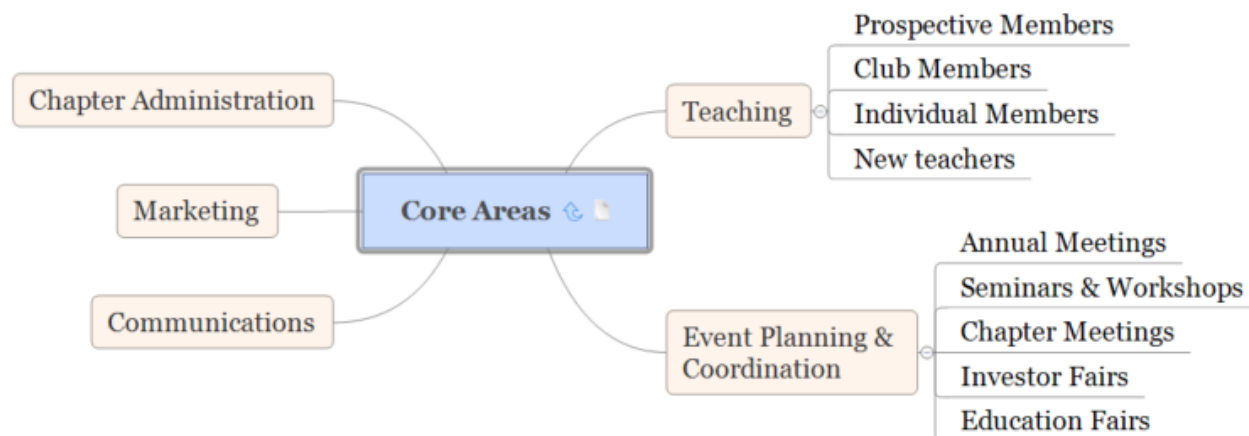 Chapter Administration
Marketing
Communications
Core Areas
Teaching
Prospective Members
Club Members
Individual Members
New teachers
Event Planning &
Coordination
Annual Meetings
Seminars & Workshops
Chapter Meetings
Investor Fairs
Education Fairs